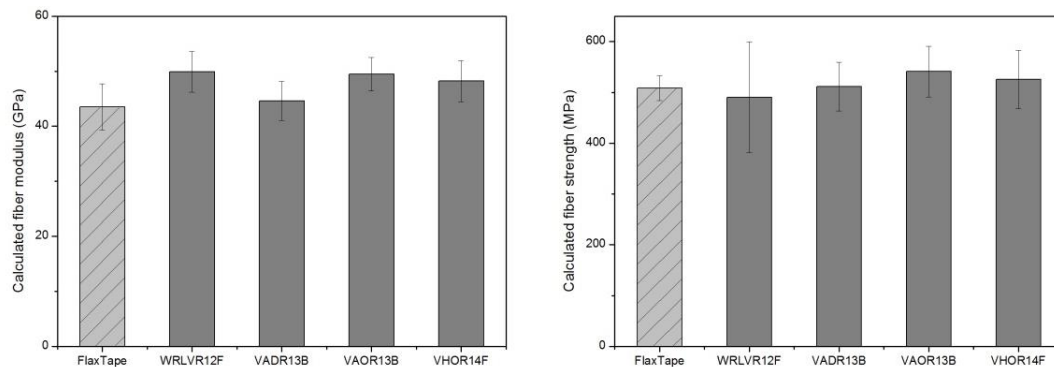 60
40
20
0
Calculated fiber modulus (GPa)
FlaxTape WRLVR12F VADR13B VAOR13B VHOR14F
600
400
200
0
Calculated fiber strength (MPa)
FlaxTape WRLVR12F VADR13B VAOR13B VHOR14F